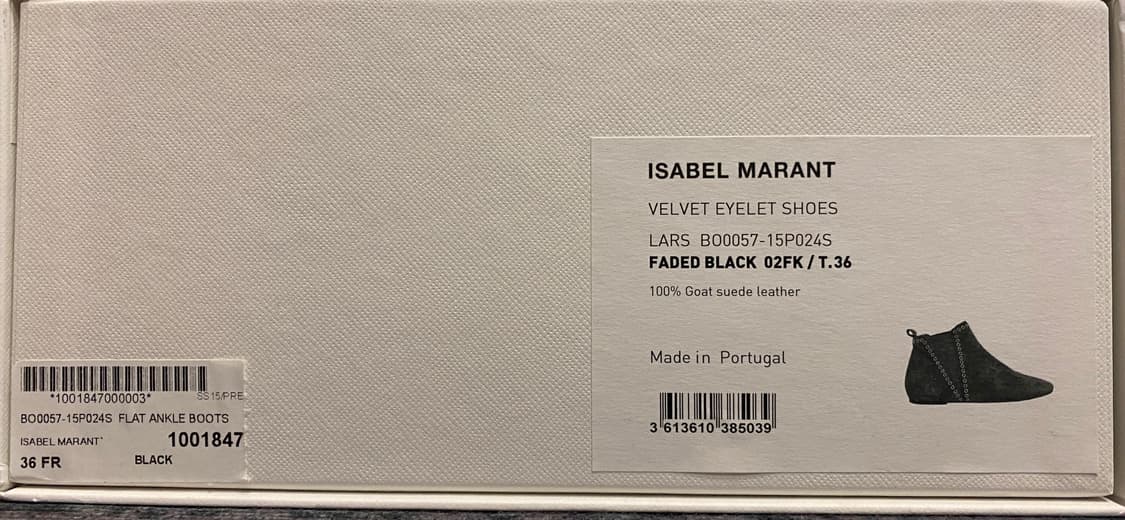 ISABEL MARANT
VELVET EYELET SHOES
LARS BO0057-15P024S
FADED BLACK 02FK / T.36
100% Goat suede leather
Made in Portugal
3 613610 385039
*1001847000003*
SS15/PRE
BO0057-15P024S FLAT ANKLE BOOTS
ISABEL MARANT*
1001847
36 FR
BLACK